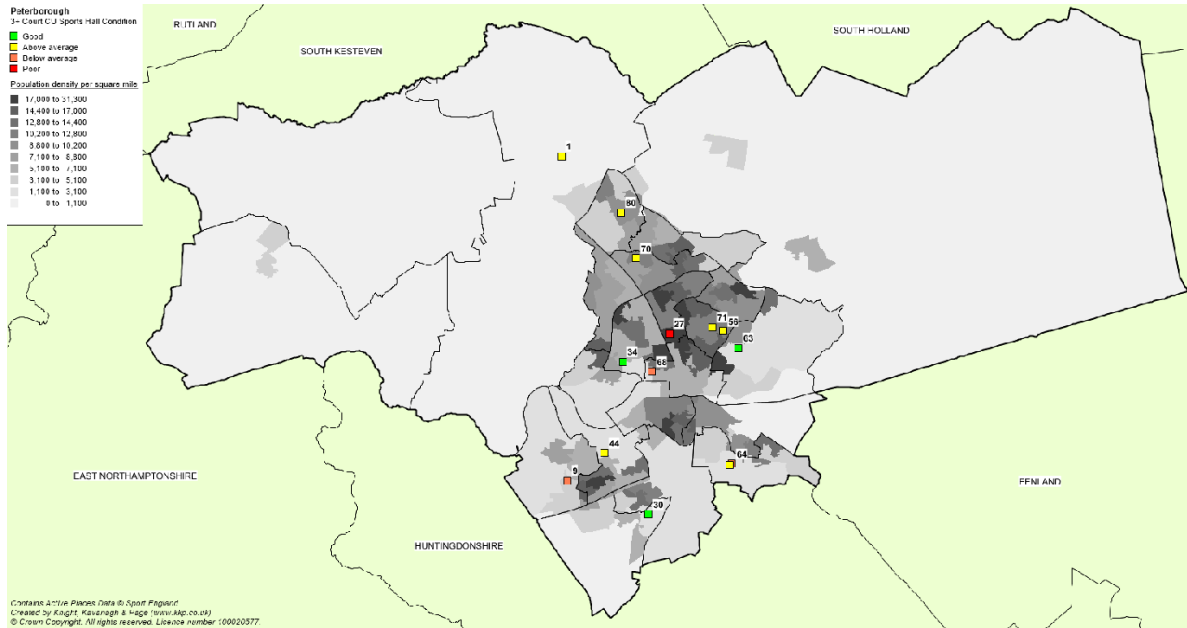 Peterborough
3+ Court CU Sports Hall Condition
Good
Above average
Below average
Poor
Population density per square mile
17,000 to 31,300
14,400 to 17,000
12,800 to 14,400
10,200 to 12,800
8,800 to 10,200
7,100 to 8,800
5,100 to 7,100
3,100 to 5,100
1,100 to 3,100
0 to 1,100
RUTLAND
SOUTH KESTEVEN
SOUTH HOLLAND
1
60
70
71
56
27
63
34
68
44
64
9
30
EAST NORTHAMPTONSHIRE
FENLAND
HUNTINGDONSHIRE
Contains Active Places Data © Sport England
Created by Knight, Kavanagh & Page (www.kkp.co.uk)
© Crown Copyright. All rights reserved. Licence number 100020577.